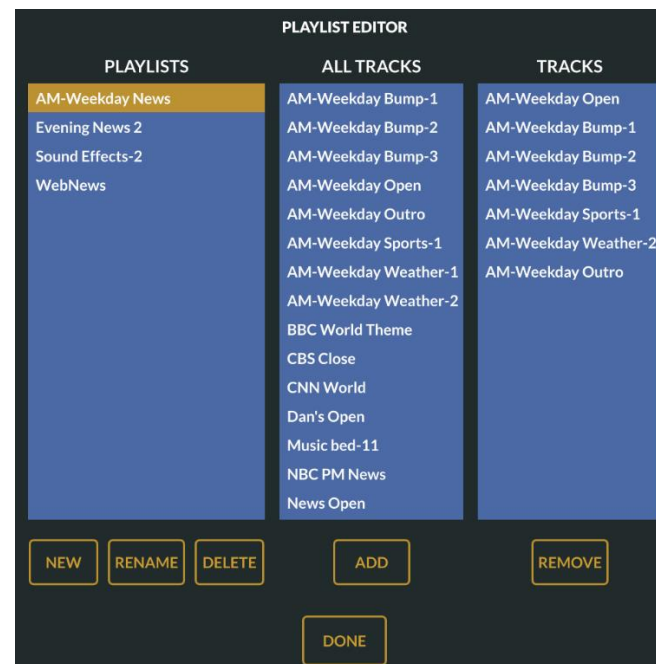 PLAYLIST EDITOR
PLAYLISTS
AM-Weekday News
Evening News 2
Sound Effects-2
WebNews
NEW
RENAME
DELETE
ALL TRACKS
AM-Weekday Bump-1
AM-Weekday Bump-2
AM-Weekday Bump-3
AM-Weekday Open
AM-Weekday Outro
AM-Weekday Sports-1
AM-Weekday Weather-1
AM-Weekday Weather-2
BBC World Theme
CBS Close
CNN World
Dan's Open
Music bed-11
NBC PM News
News Open
ADD
TRACKS
AM-Weekday Open
AM-Weekday Bump-1
AM-Weekday Bump-2
AM-Weekday Bump-3
AM-Weekday Sports-1
AM-Weekday Weather-2
AM-Weekday Outro
REMOVE
DONE